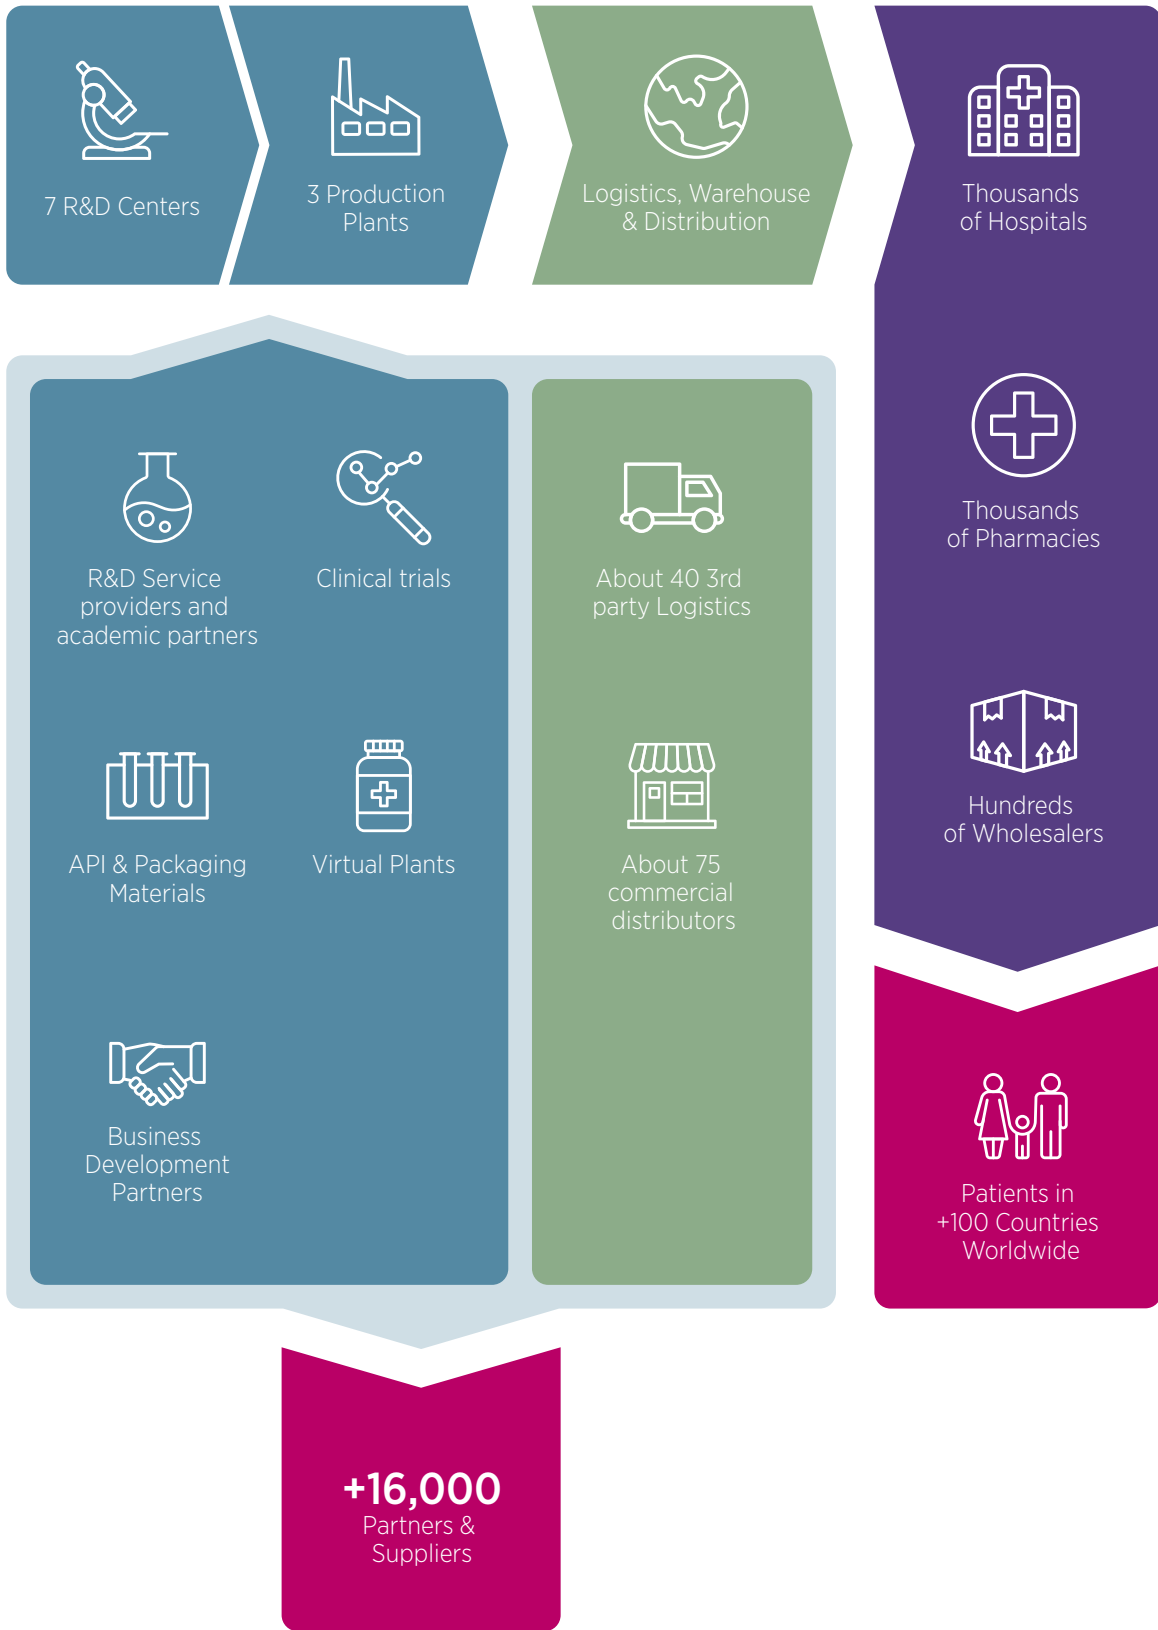 7 R&D Centers
3 Production
Plants
Logistics, Warehouse
& Distribution
Thousands
of Hospitals
Thousands
of Pharmacies
Hundreds
of Wholesalers
R&D Service
providers and
academic partners
Clinical trials
API & Packaging
Materials
Virtual Plants
Business
Development
Partners
About 40 3rd
party Logistics
About 75
commercial
distributors
Patients in
+100 Countries
Worldwide
+16,000
Partners &
Suppliers